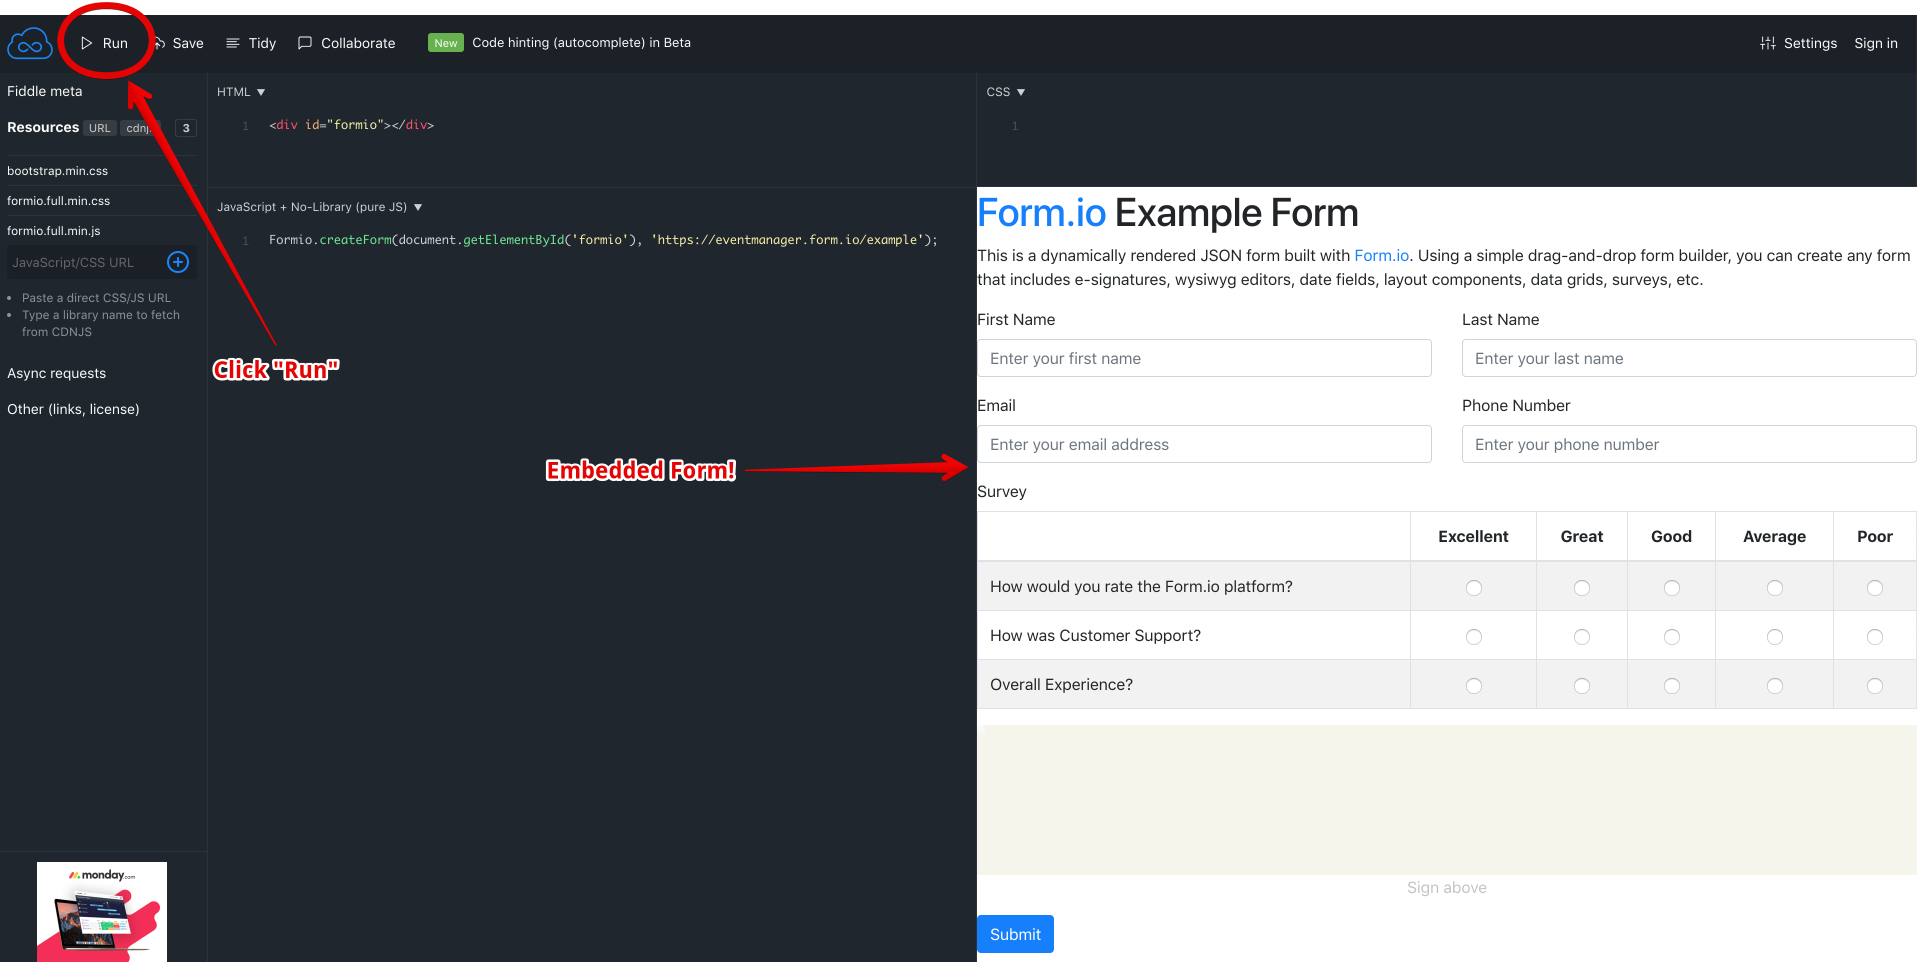 Run
Save
Tidy
Collaborate
New
Code hinting (autocomplete) in Beta
Settings
Sign in
Fiddle meta
Resources URL 3
bootstrap.min.css
formio.full.min.css
formio.full.min.js
JavaScript/CSS URL
Paste a direct CSS/JS URL
Type a library name to fetch
from CDNJS
Async requests
Other (links, license)
monday.com
HTML
1 <div id="formio"></div>
JavaScript + No-Library (pure JS)
1 Formio.createForm(document.getElementById('formio'), 'https://eventmanager.form.io/example');
Click "Run"
Embedded Form!
CSS
1
Form.io Example Form
This is a dynamically rendered JSON form built with Form.io. Using a simple drag-and-drop form builder, you can create any form
that includes e-signatures, wysiwyg editors, date fields, layout components, data grids, surveys, etc.
First Name
Last Name
Enter your first name
Enter your last name
Email
Phone Number
Enter your email address
Enter your phone number
Survey
Excellent Great Good Average Poor
How would you rate the Form.io platform?
How was Customer Support?
Overall Experience?
Sign above
Submit